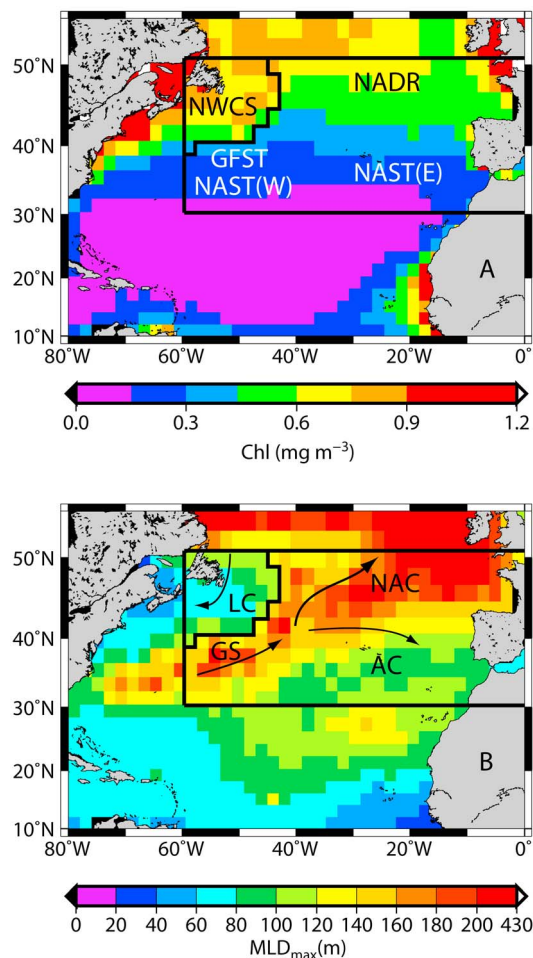 50°N
40°N
30°N
20°N
10°N
NWCS
NADR
GFST
NAST(W)
NAST(E)
A
80°W
60°W
40°W
20°W
0°
0.0
0.3
0.6
0.9
1.2
Chl (mg m⁻³)
50°N
40°N
30°N
20°N
10°N
LC
NAC
GS
AC
B
80°W
60°W
40°W
20°W
0°
0
20
40
60
80
100
120
140
160
180
200
430
MLDmax(m)